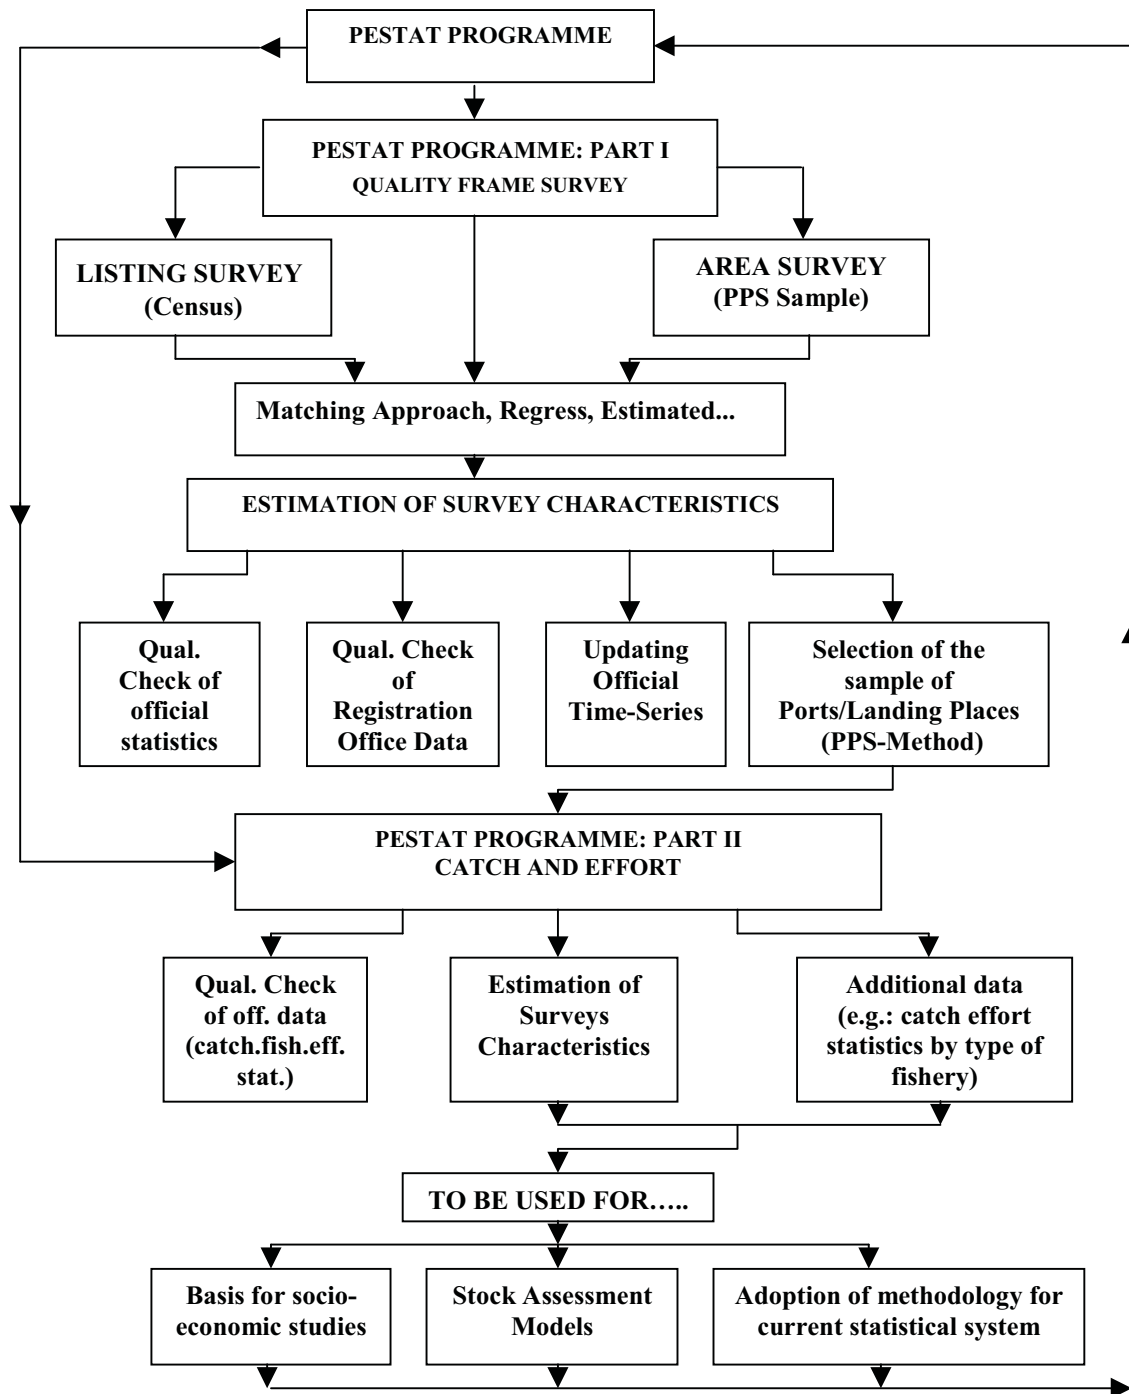 PESTAT PROGRAMME
PESTAT PROGRAMME: PART I
QUALITY FRAME SURVEY
LISTING SURVEY
(Census)
AREA SURVEY
(PPS Sample)
Matching Approach, Regress, Estimated...
ESTIMATION OF SURVEY CHARACTERISTICS
Qual.
Check of
official
statistics
Qual. Check
of
Registration
Office Data
Updating
Official
Time-Series
Selection of the
sample of
Ports/Landing Places
(PPS-Method)
PESTAT PROGRAMME: PART II
CATCH AND EFFORT
Qual. Check
of off. data
(catch.fish.eff.
stat.)
Estimation of
Surveys
Characteristics
Additional data
(e.g.: catch effort
statistics by type of
fishery)
TO BE USED FOR…..
Basis for socio-
economic studies
Stock Assessment
Models
Adoption of methodology for
current statistical system